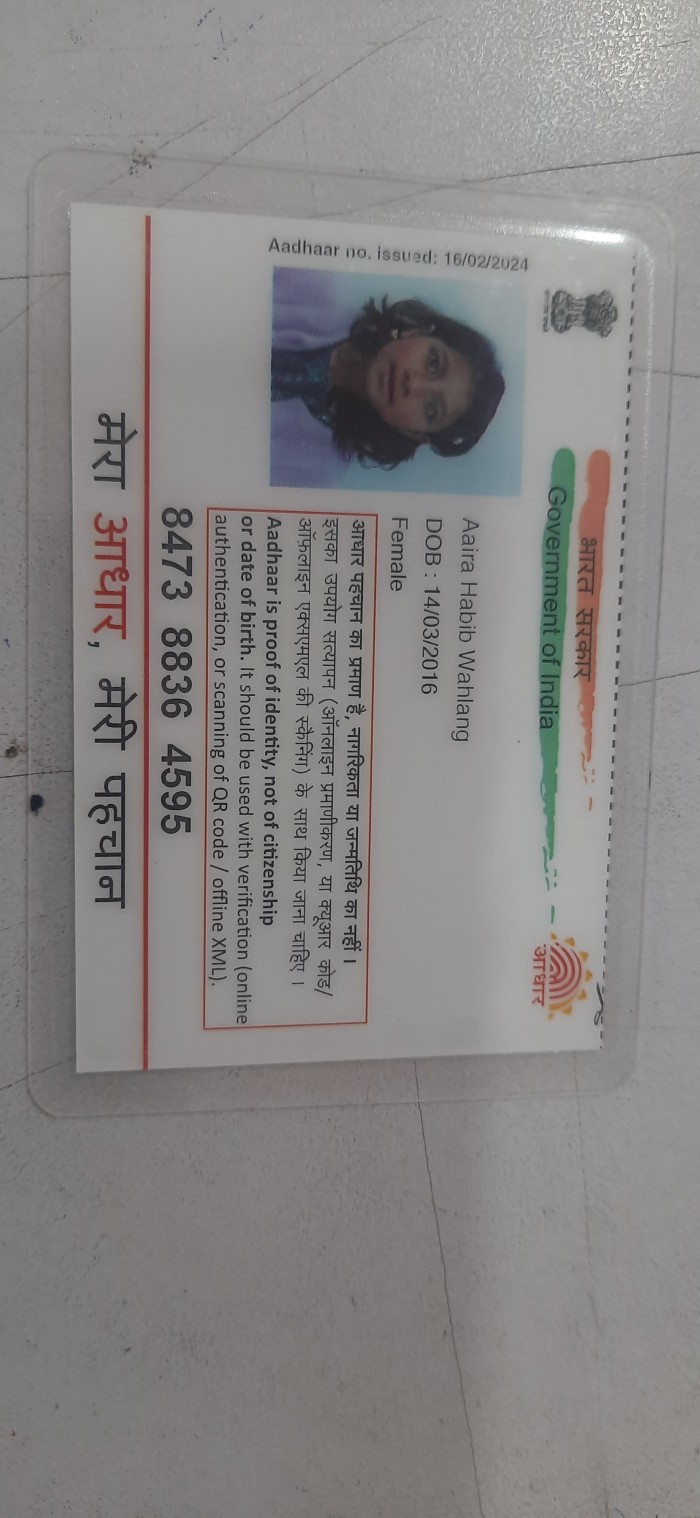 भारत सरकार
Government of India
आधार
Aadhaar no. issued: 16/02/2024
Aaira Habib Wahlang
DOB : 14/03/2016
Female
आधार पहचान का प्रमाण है, नागरिकता या जन्मतिथि का नहीं ।
इसका उपयोग सत्यापन (ऑनलाइन प्रमाणीकरण, या क्यूआर कोड/
ऑफ़लाइन एक्सएमएल की स्कैनिंग) के साथ किया जाना चाहिए ।
Aadhaar is proof of identity, not of citizenship
or date of birth. It should be used with verification (online
authentication, or scanning of QR code / offline XML).
8473 8836 4595
मेरा आधार, मेरी पहचान